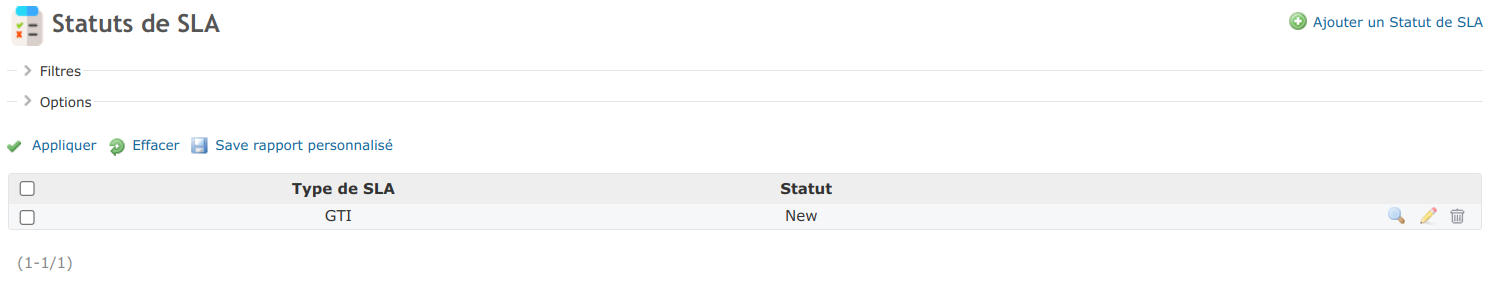 Statuts de SLA
Ajouter un Statut de SLA
Filtres
Options
Appliquer Effacer Save rapport personnalisé
Type de SLA Statut
GTI New
(1-1/1)